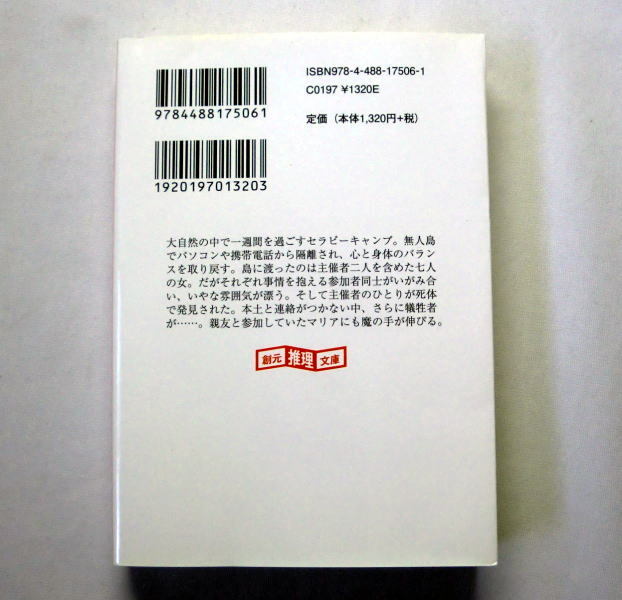 ISBN978-4-488-17506-1
C0197 ¥1320E
9784488175061
定価（本体1,320円+税）
1920197013203
大自然の中で一週間を過ごすセラピーキャンプ。無人島
でパソコンや携帯電話から隔離され、心と身体のバラン
スを取り戻す。島に渡ったのは主催者二人を含めた七人
の女。だがそれぞれ事情を抱える参加者同士がいがみ合
い、いやな雰囲気が漂う。そして主催者のひとりが死体
で発見された。本土と連絡がつかない中、さらに犠牲者
が……。親友と参加していたマリアにも魔の手が伸びる。
創元 推理 文庫